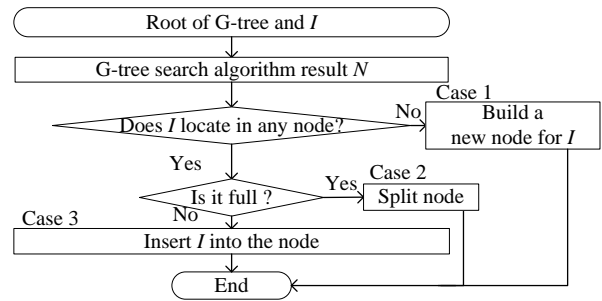 Root of G-tree and I
G-tree search algorithm result N
Case 1
Does I locate in any node?
No
Build a
new node for I
Yes
Case 2
Is it full ?
Yes
Split node
Case 3
No
Insert I into the node
End